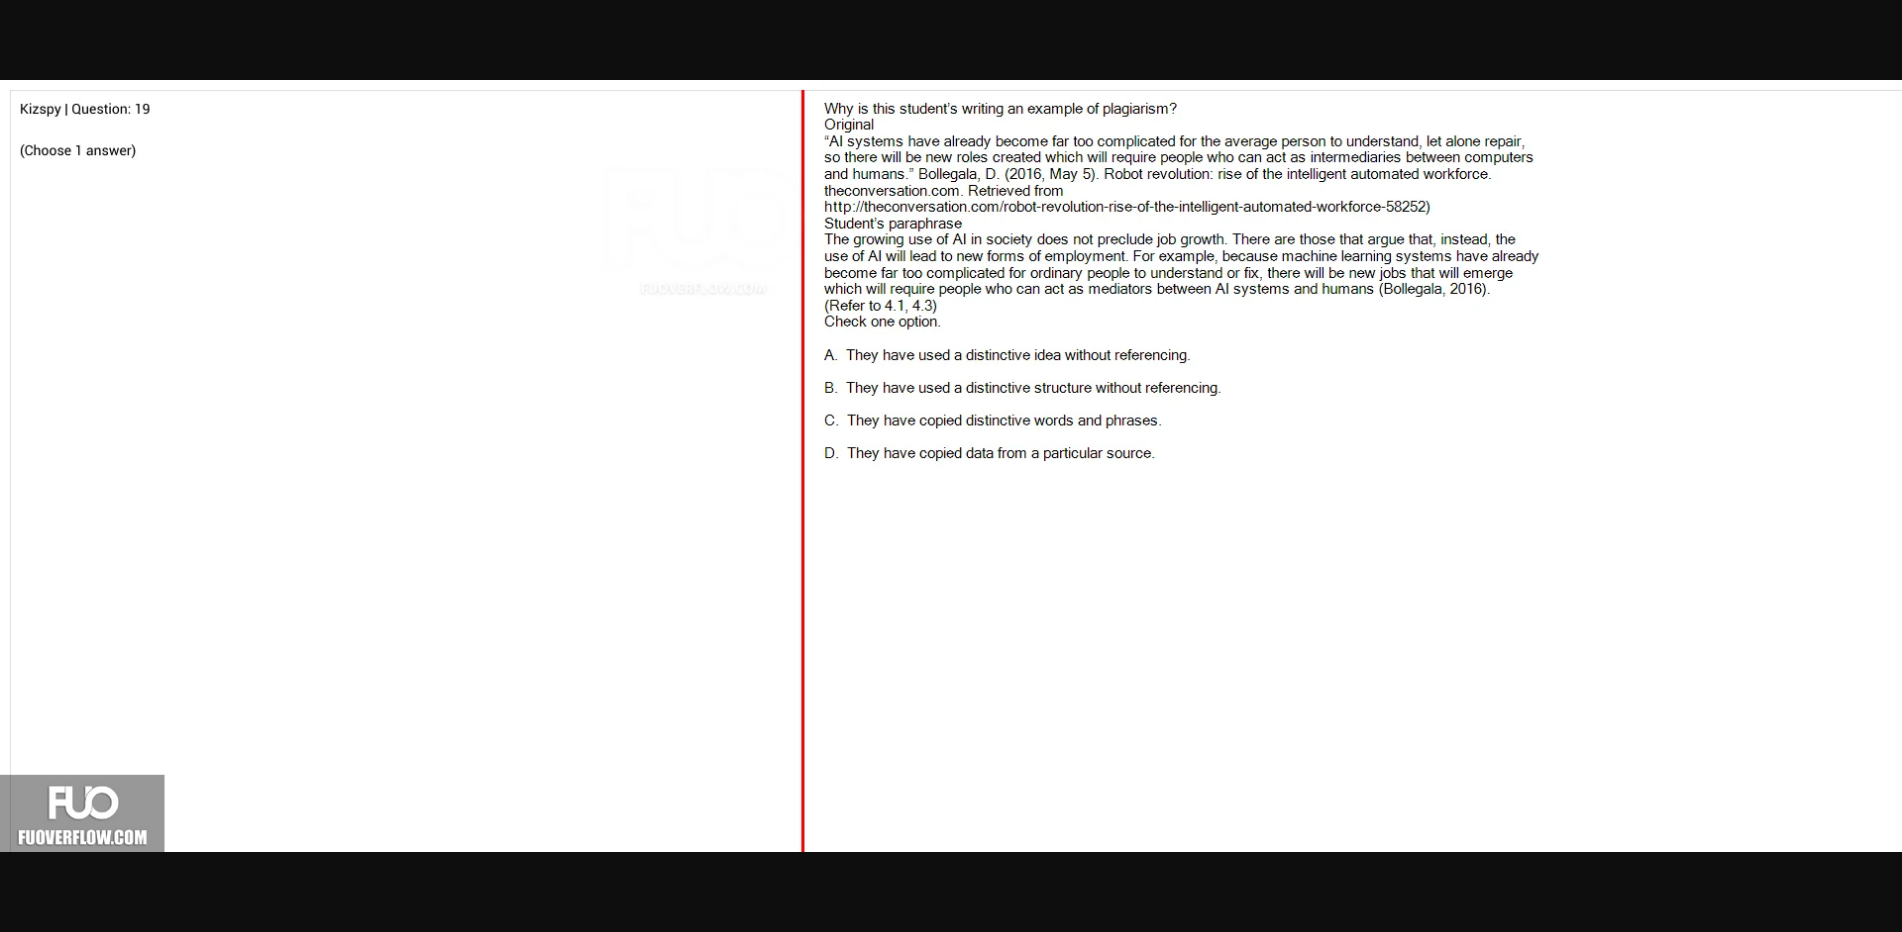 Kizspy | Question: 19
(Choose 1 answer)
Why is this student's writing an example of plagiarism?
Original
“AI systems have already become far too complicated for the average person to understand, let alone repair,
so there will be new roles created which will require people who can act as intermediaries between computers
and humans.” Bollegala, D. (2016, May 5). Robot revolution: rise of the intelligent automated workforce.
theconversation.com. Retrieved from
http://theconversation.com/robot-revolution-rise-of-the-intelligent-automated-workforce-58252)
Student's paraphrase
The growing use of AI in society does not preclude job growth. There are those that argue that, instead, the
use of AI will lead to new forms of employment. For example, because machine learning systems have already
become far too complicated for ordinary people to understand or fix, there will be new jobs that will emerge
which will require people who can act as mediators between AI systems and humans (Bollegala, 2016).
(Refer to 4.1, 4.3)
Check one option.
A. They have used a distinctive idea without referencing.
B. They have used a distinctive structure without referencing.
C. They have copied distinctive words and phrases.
D. They have copied data from a particular source.
FUO
FUOVERFLOW.COM
FUO
FUOVERFLOW.COM